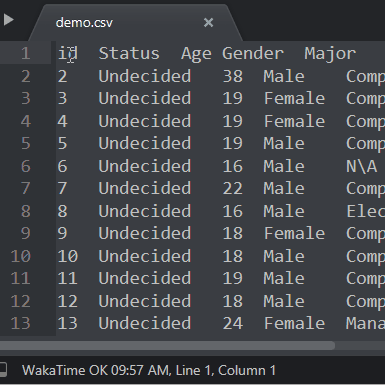 demo.csv
1 id Status Age Gender Major
2 2 Undecided 38 Male Comp
3 3 Undecided 19 Female Comp
4 4 Undecided 19 Female Comp
5 5 Undecided 19 Male Comp
6 6 Undecided 16 Male N\A
7 7 Undecided 22 Male Comp
8 8 Undecided 16 Male Elec
9 9 Undecided 18 Female Comp
10 10 Undecided 18 Male Comp
11 11 Undecided 19 Male Comp
12 12 Undecided 18 Male Comp
13 13 Undecided 24 Female Mana
WakaTime OK 09:57 AM, Line 1, Column 1